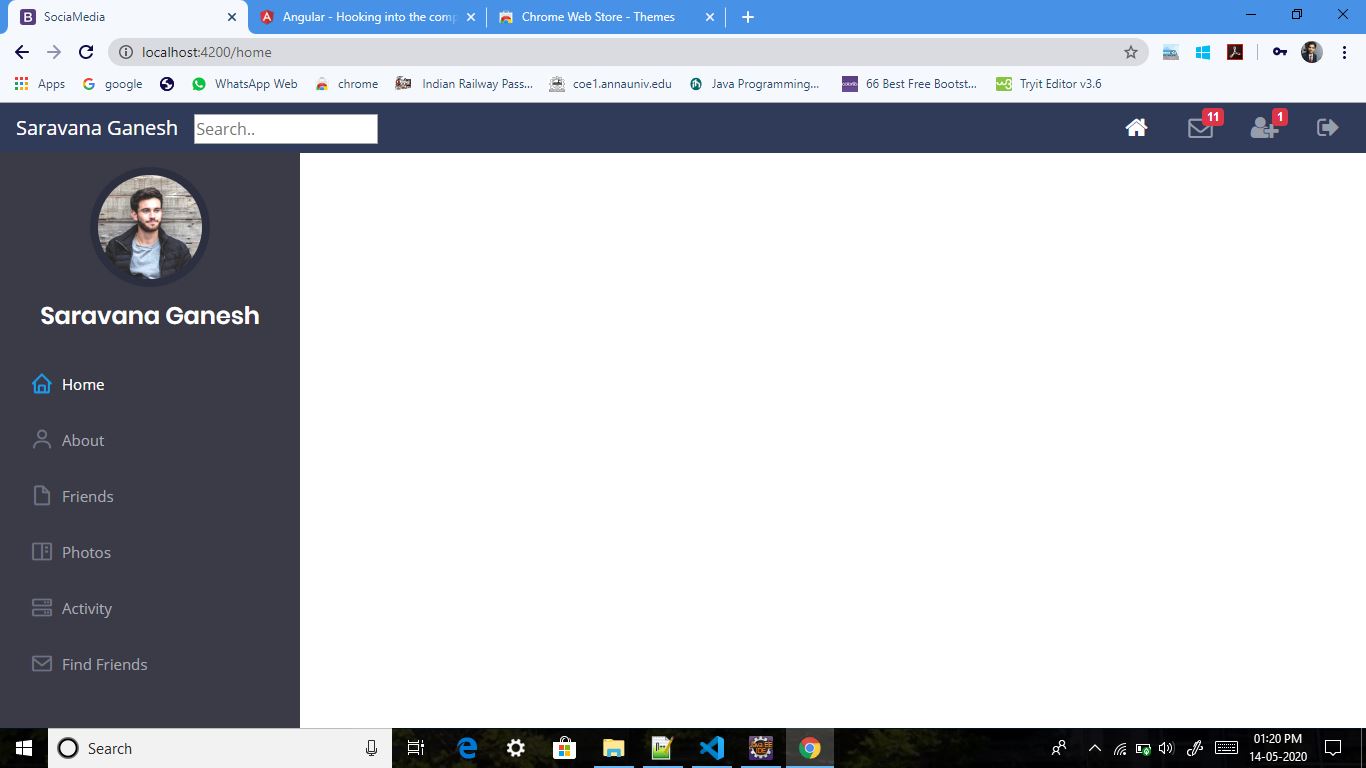 SociaMedia
Angular - Hooking into the comp
Chrome Web Store - Themes
localhost:4200/home
Apps
google
WhatsApp Web
chrome
Indian Railway Pass...
coe1.annauniv.edu
Java Programming...
66 Best Free Bootst...
Tryit Editor v3.6
Saravana Ganesh
Search..
11
1
Saravana Ganesh
Home
About
Friends
Photos
Activity
Find Friends
Search
01:20 PM
14-05-2020